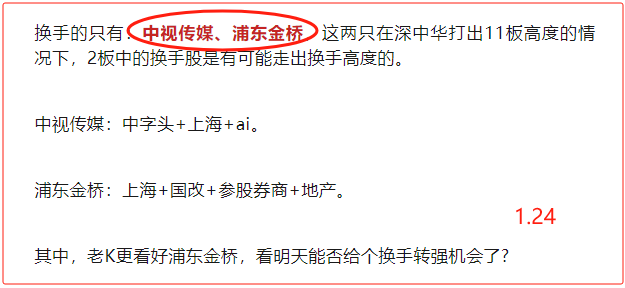 换手的只有：中视传媒、浦东金桥 这两只在深中华打出11板高度的情
况下，2板中的换手股是有可能走出换手高度的。
中视传媒：中字头+上海+ai。
浦东金桥：上海+国改+参股券商+地产。
1.24
其中，老K更看好浦东金桥，看明天能否给个换手转强机会了?